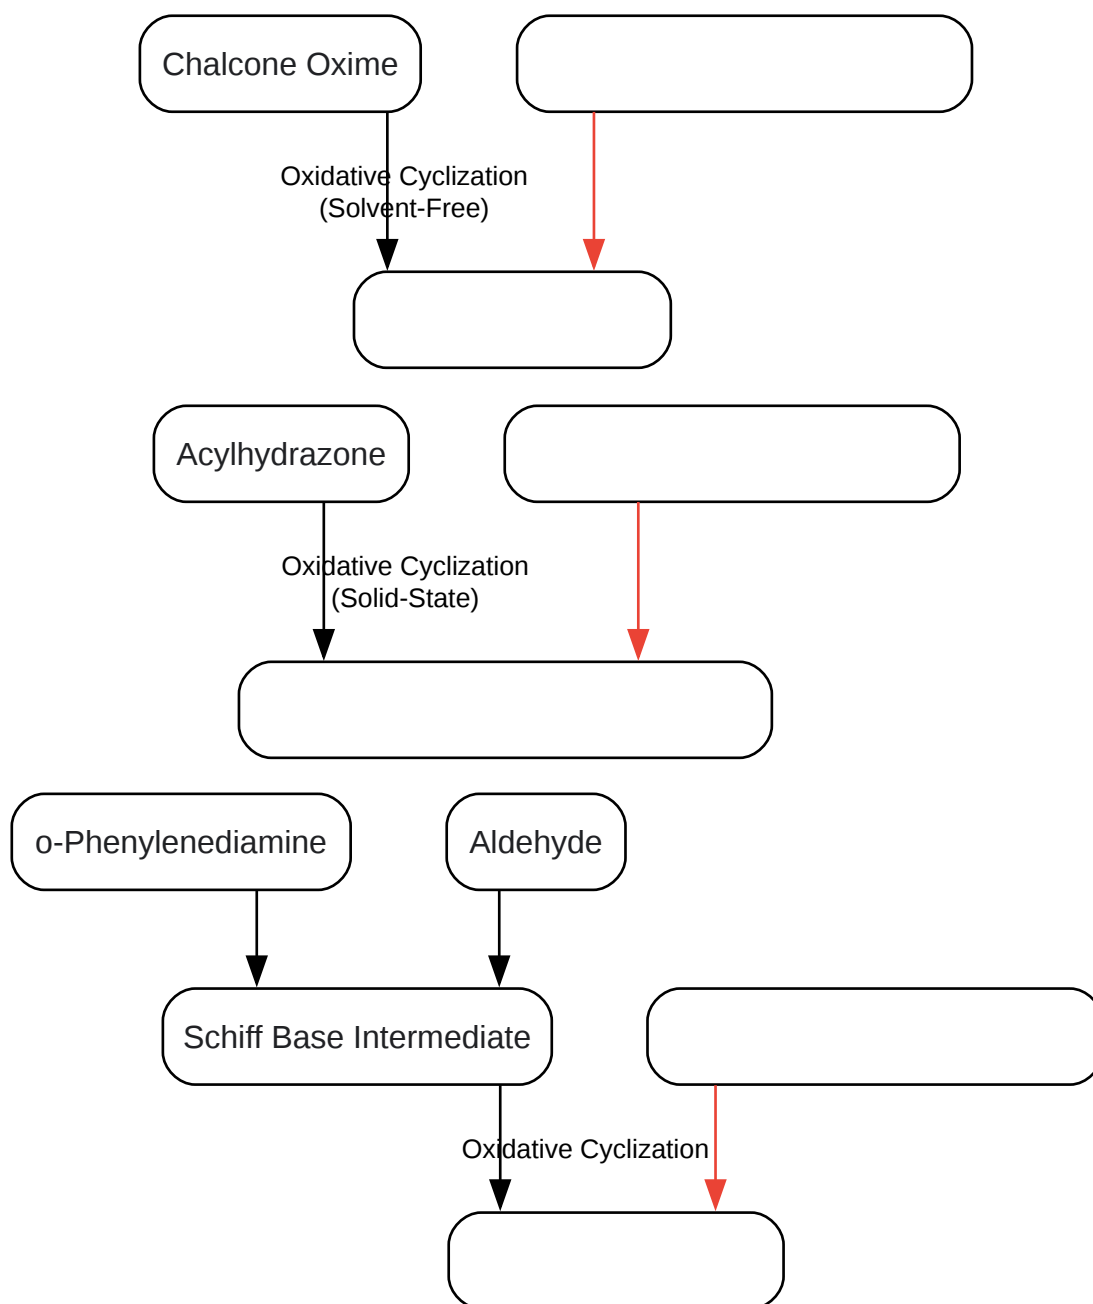 Chalcone Oxime
Oxidative Cyclization
(Solvent-Free)
Acylhydrazone
Oxidative Cyclization
(Solid-State)
o-Phenylenediamine
Aldehyde
Schiff Base Intermediate
Oxidative Cyclization